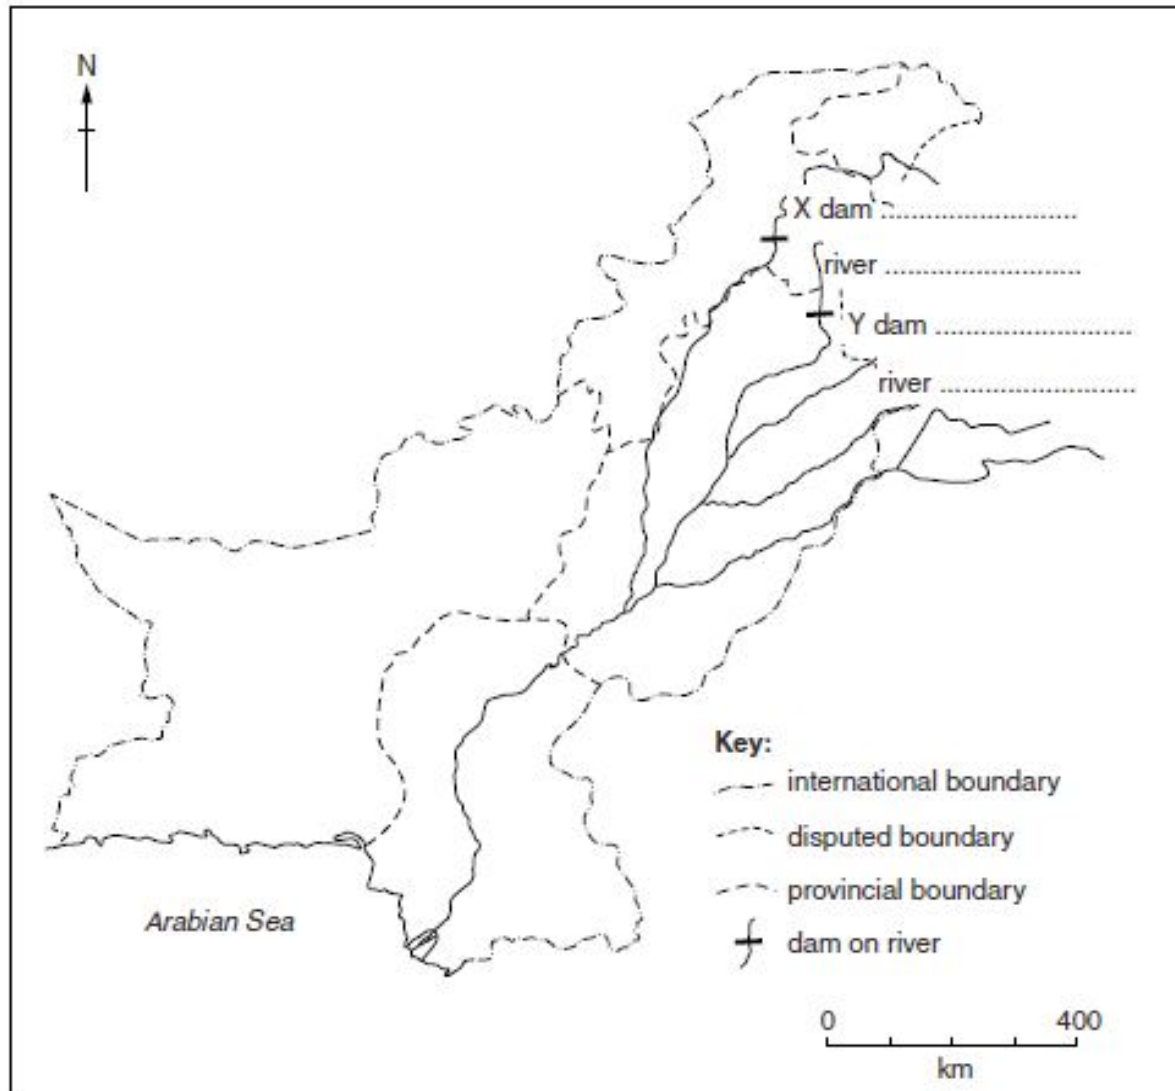 N
X dam ................................
river ................................
Y dam ................................
river ................................
Key:
international boundary
disputed boundary
provincial boundary
dam on river
Arabian Sea
0 400
km